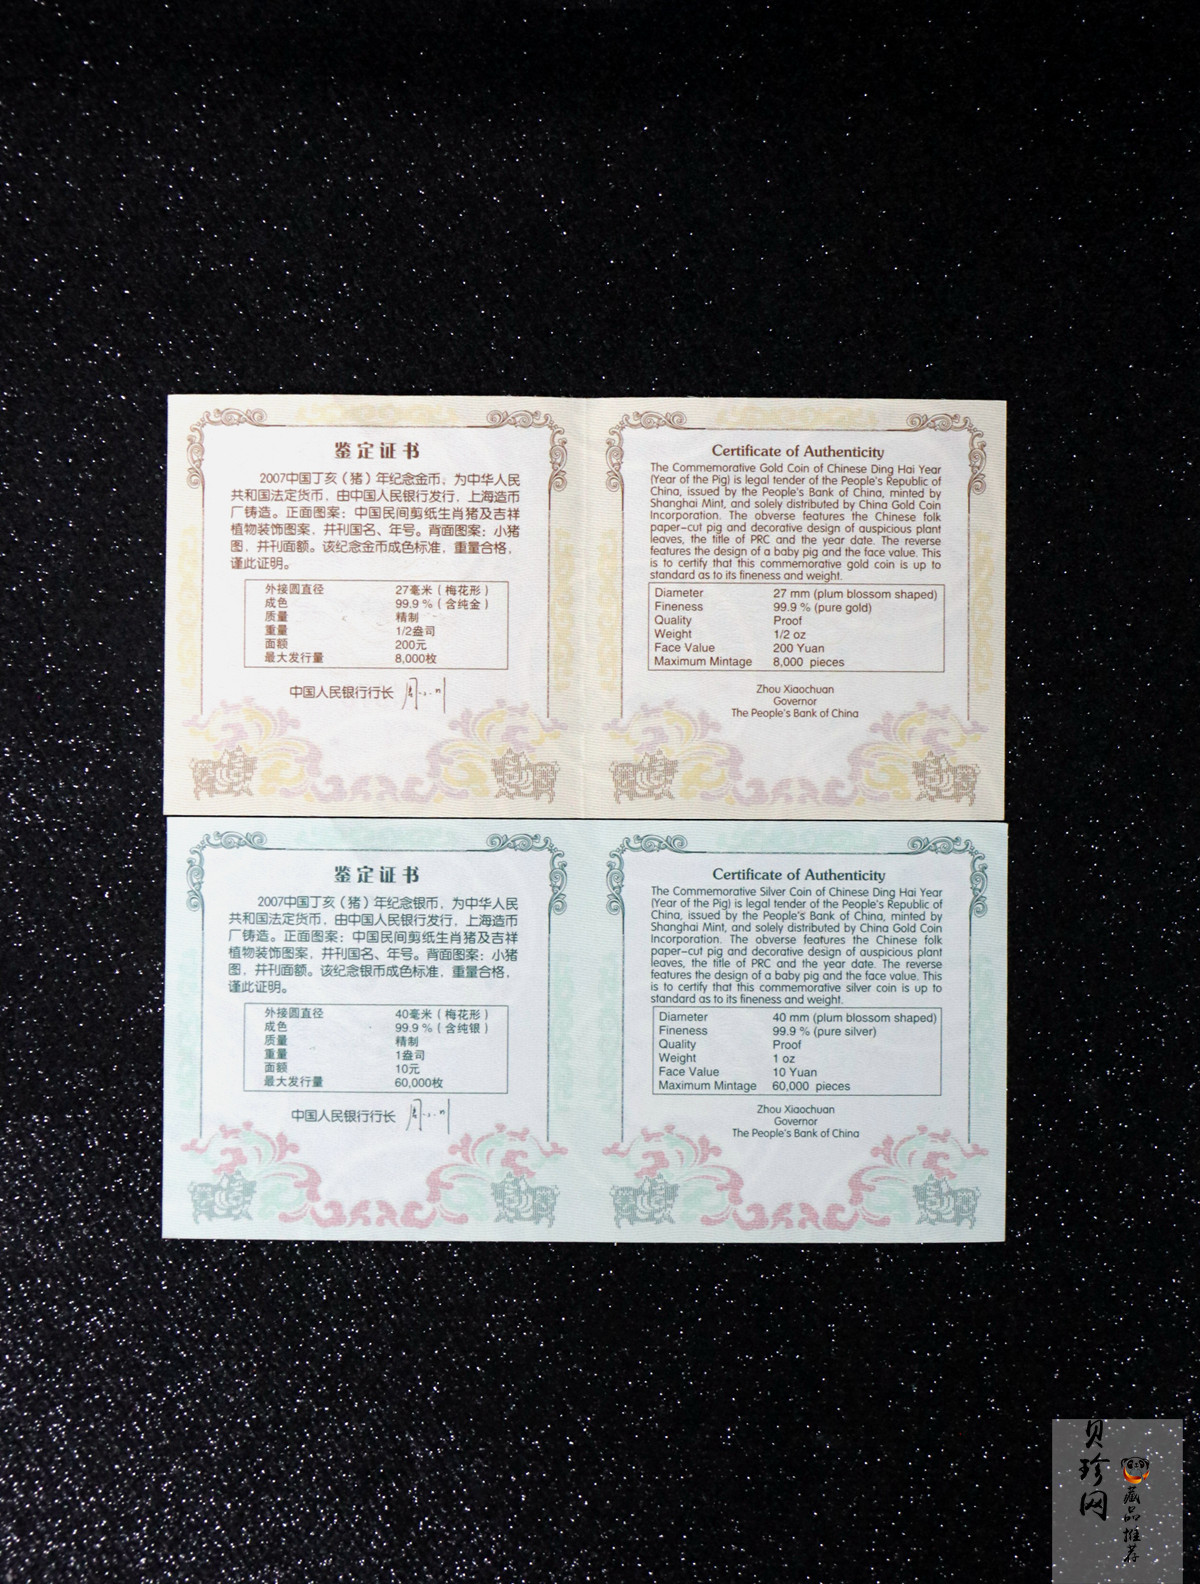 鉴定证书
2007中国丁亥（猪）年纪念金币，为中华人民
共和国法定货币，由中国人民银行发行，上海造币
厂铸造。正面图案：中国民间剪纸生肖猪及吉祥
植物装饰图案，并刊国名、年号。背面图案：小猪
图，并刊面额。该纪念金币成色标准，重量合格，
谨此证明。
外接圆直径 27毫米（梅花形）
成色 99.9 %（含纯金）
质量 精制
重量 1/2盎司
面额 200元
最大发行量 8,000枚
中国人民银行行长
Certificate of Authenticity
The Commemorative Gold Coin of Chinese Ding Hai Year
(Year of the Pig) is legal tender of the People's Republic of
China, issued by the People's Bank of China, minted by
Shanghai Mint, and solely distributed by China Gold Coin
Incorporation. The obverse features the Chinese folk
paper-cut pig and decorative design of auspicious plant
leaves, the title of PRC and the year date. The reverse
features the design of a baby pig and the face value. This
is to certify that this commemorative gold coin is up to
standard as to its fineness and weight.
Diameter 27 mm (plum blossom shaped)
Fineness 99.9 % (pure gold)
Quality Proof
Weight 1/2 oz
Face Value 200 Yuan
Maximum Mintage 8,000 pieces
Zhou Xiaochuan
Governor
The People's Bank of China
鉴定证书
2007中国丁亥（猪）年纪念银币，为中华人民
共和国法定货币，由中国人民银行发行，上海造币
厂铸造。正面图案：中国民间剪纸生肖猪及吉祥
植物装饰图案，并刊国名、年号。背面图案：小猪
图，并刊面额。该纪念银币成色标准，重量合格，
谨此证明。
外接圆直径 40毫米（梅花形）
成色 99.9 %（含纯银）
质量 精制
重量 1盎司
面额 10元
最大发行量 60,000枚
中国人民银行行长
Certificate of Authenticity
The Commemorative Silver Coin of Chinese Ding Hai Year
(Year of the Pig) is legal tender of the People's Republic of
China, issued by the People's Bank of China, minted by
Shanghai Mint, and solely distributed by China Gold Coin
Incorporation. The obverse features the Chinese folk
paper-cut pig and decorative design of auspicious plant
leaves, the title of PRC and the year date. The reverse
features the design of a baby pig and the face value. This
is to certify that this commemorative silver coin is up to
standard as to its fineness and weight.
Diameter 40 mm (plum blossom shaped)
Fineness 99.9 % (pure silver)
Quality Proof
Weight 1 oz
Face Value 10 Yuan
Maximum Mintage 60,000 pieces
Zhou Xiaochuan
Governor
The People's Bank of China
贝珍网
藏品推荐